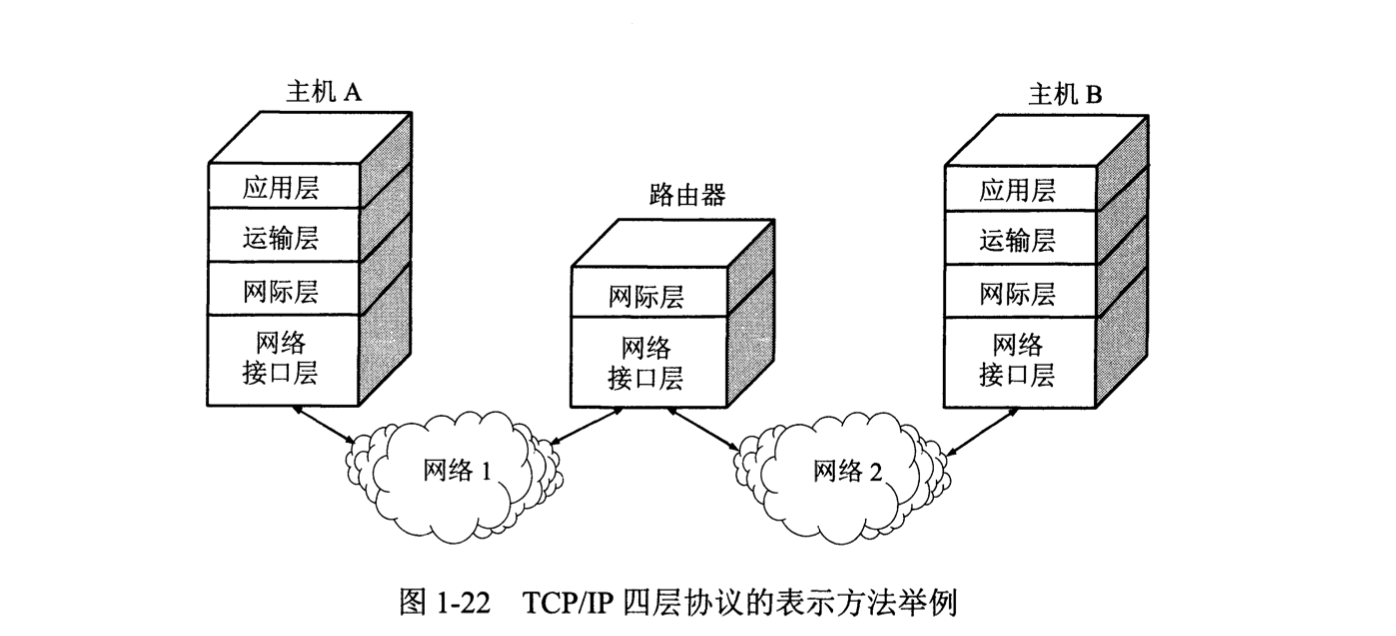 主机 A
应用层
运输层
网际层
网络
接口层
路由器
网际层
网络
接口层
主机 B
应用层
运输层
网际层
网络
接口层
网络 1
网络 2
图 1-22 TCP/IP 四层协议的表示方法举例